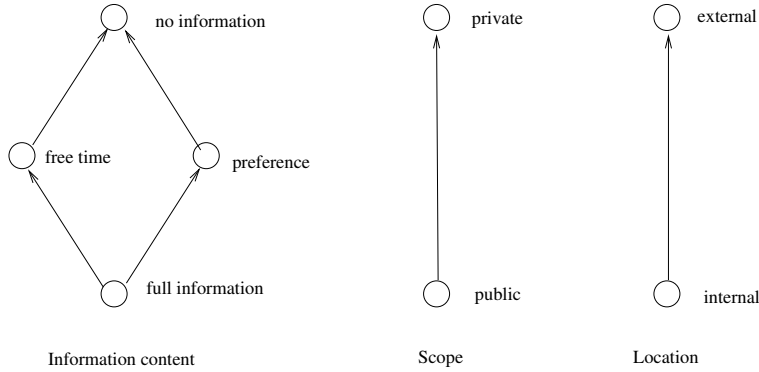 no information
private
external
free time
preference
full information
public
internal
Information content
Scope
Location